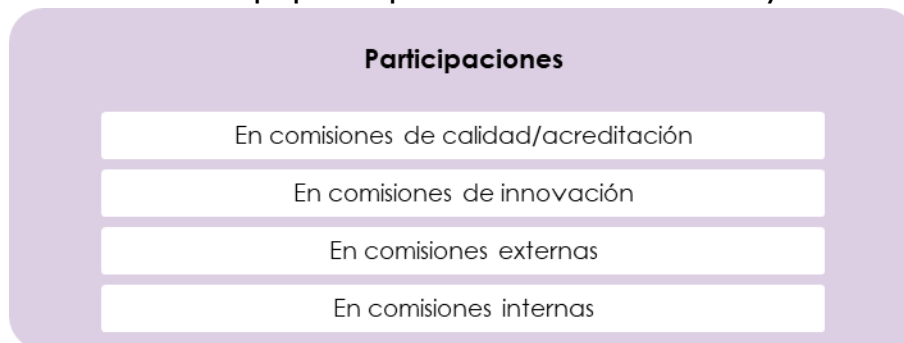 Participaciones
En comisiones de calidad/acreditación
En comisiones de innovación
En comisiones externas
En comisiones internas